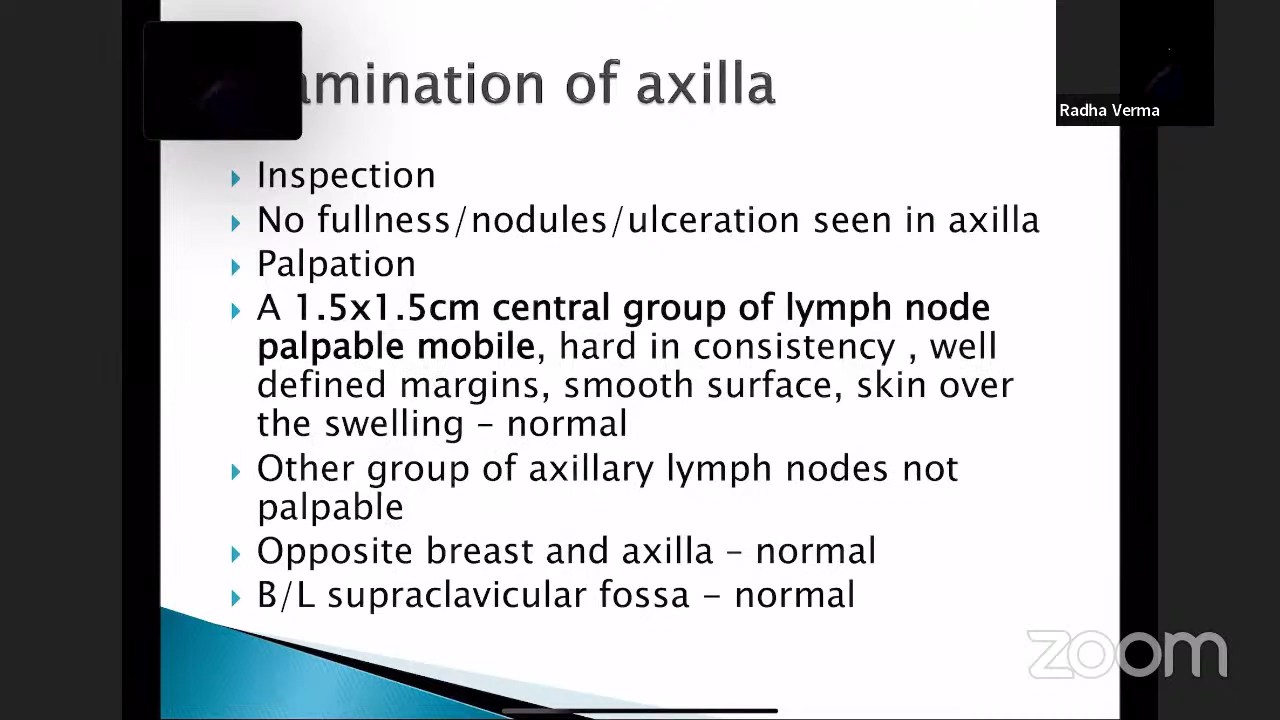 amination of axilla
Radha Verma
Inspection
No fullness/nodules/ulceration seen in axilla
Palpation
A 1.5x1.5cm central group of lymph node
palpable mobile, hard in consistency , well
defined margins, smooth surface, skin over
the swelling – normal
Other group of axillary lymph nodes not
palpable
Opposite breast and axilla – normal
B/L supraclavicular fossa – normal
zoom